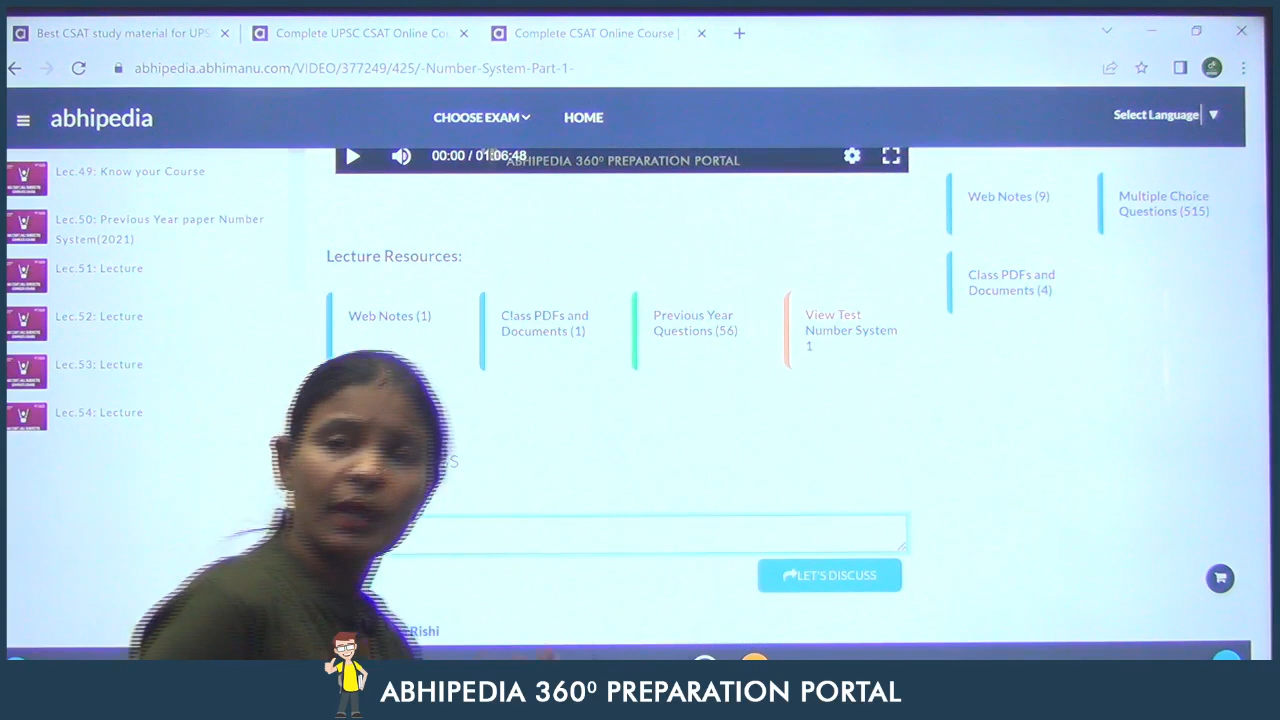 Best CSAT study material for UPS
Complete UPSC CSAT Online Co
Complete CSAT Online Course |
abhipedia.abhimanu.com/VIDEO/377249/425/-Number-System-Part-1-
abhipedia
CHOOSE EXAM
HOME
Select Language
00:00 / 01:06:48
ABHIPEDIA 360⁰ PREPARATION PORTAL
Lec.49: Know your Course
Lec.50: Previous Year paper Number
System(2021)
Lec.51: Lecture
Lec.52: Lecture
Lec.53: Lecture
Lec.54: Lecture
Lecture Resources:
Web Notes (1)
Class PDFs and
Documents (1)
Previous Year
Questions (56)
View Test
Number System
1
Web Notes (9)
Multiple Choice
Questions (515)
Class PDFs and
Documents (4)
LET'S DISCUSS
Rishi
ABHIPEDIA 360⁰ PREPARATION PORTAL